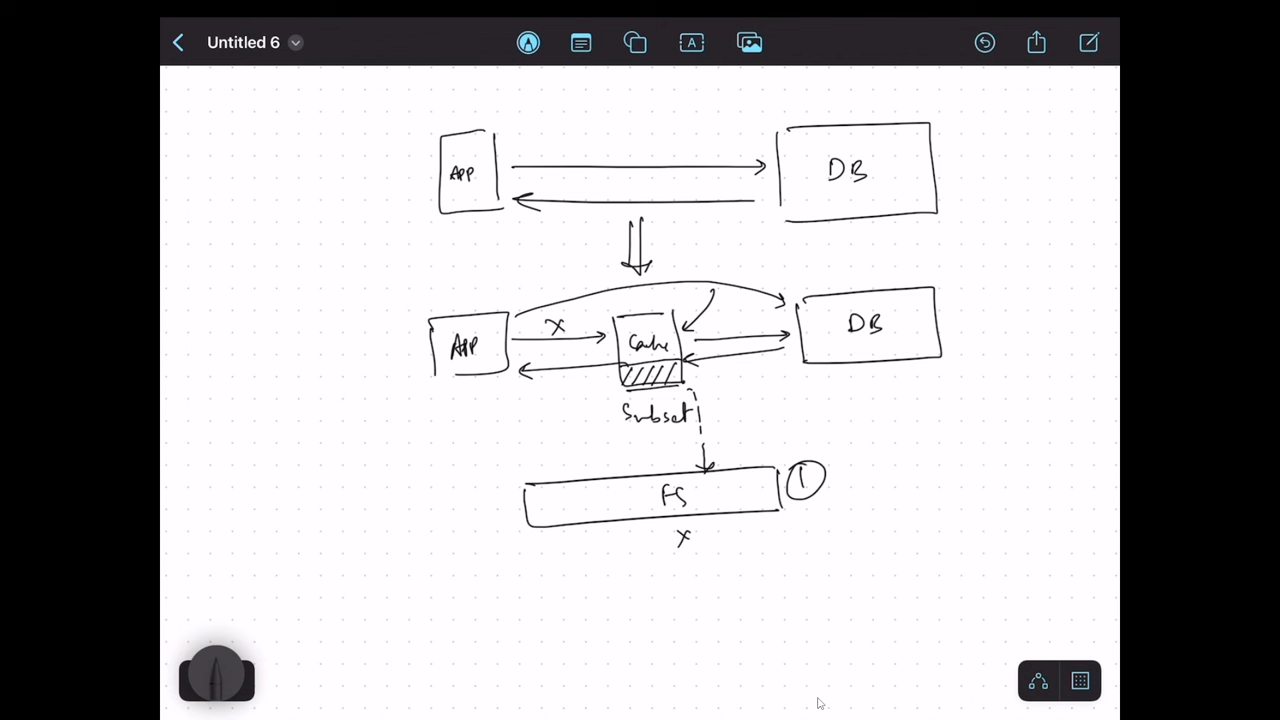 Untitled 6
A
APP
DB
X
APP
Cache
DB
Subset
FS
1
X